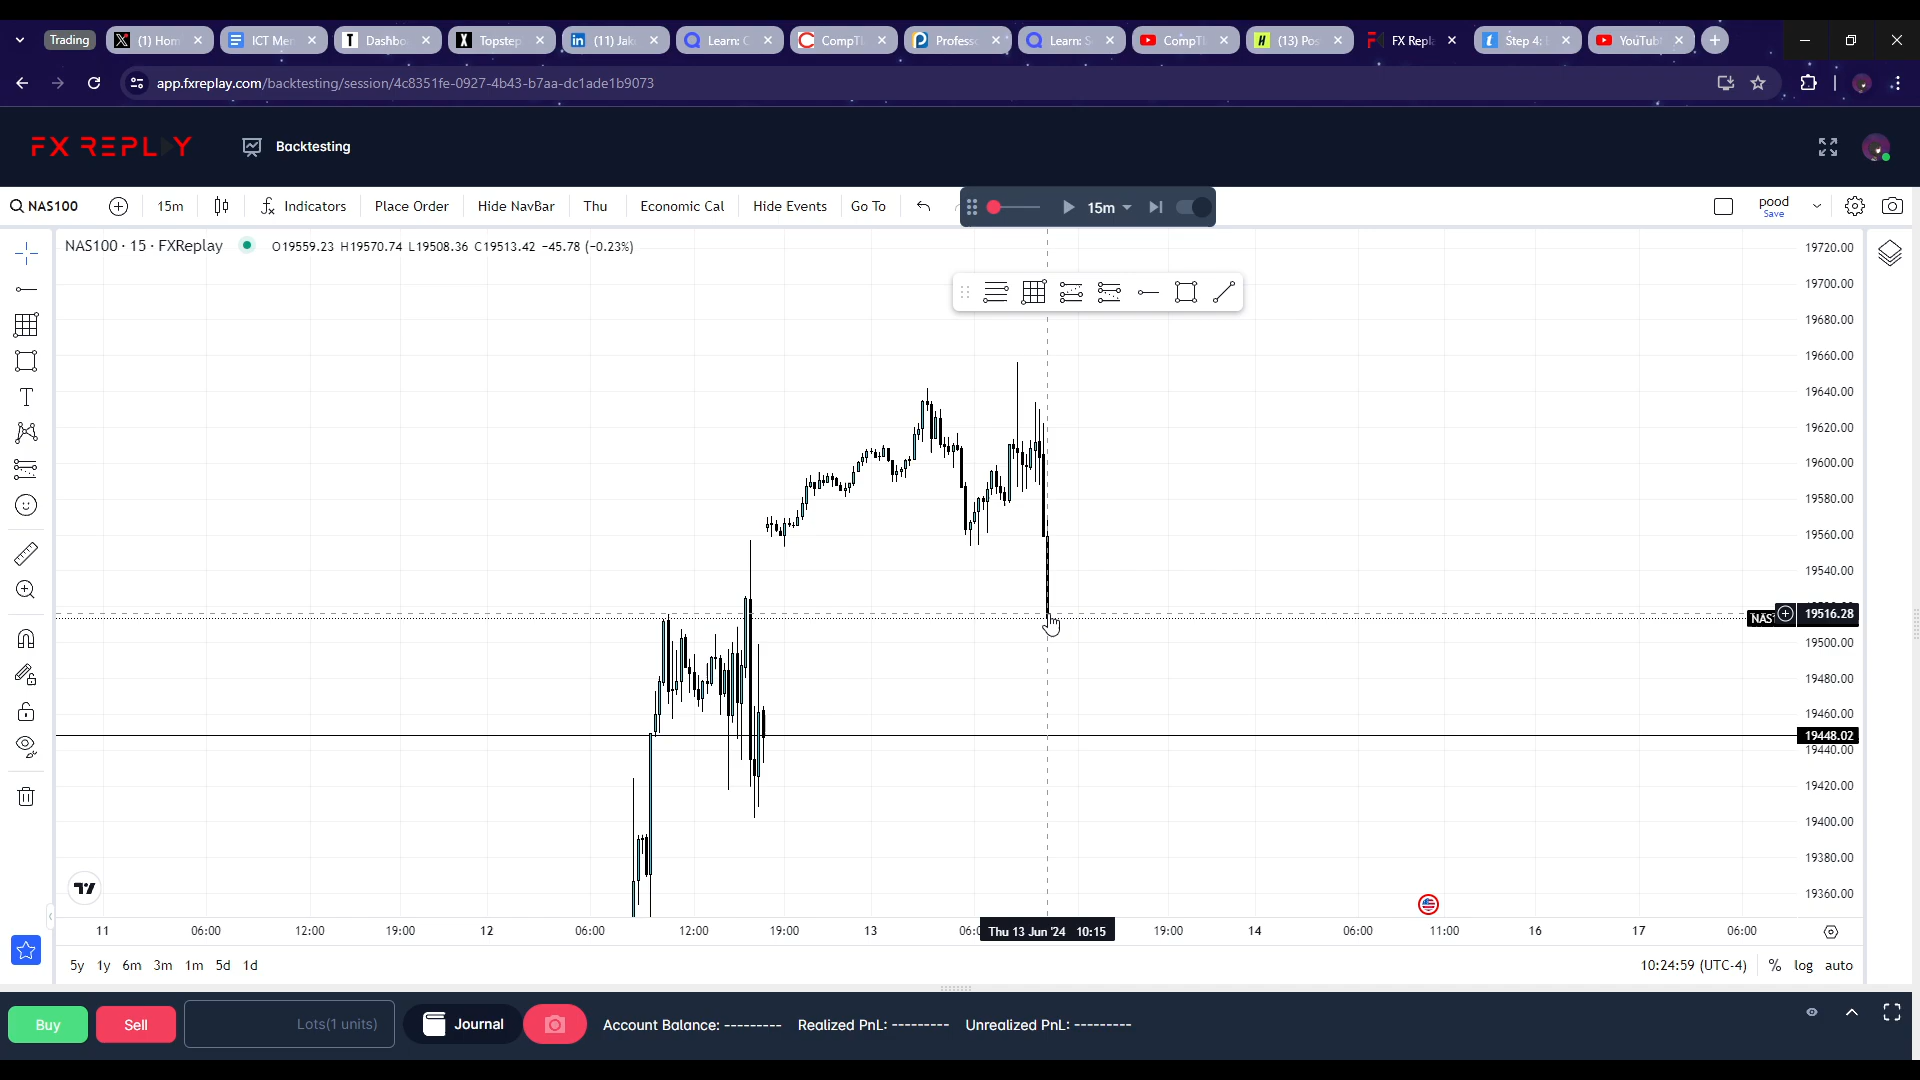 Trading
(1) Hom
ICT Mer
Dashbo
Topstep
(11) Jak
Learn: C
CompTI
Profess
Learn: S
CompT
(13) Pos
FX Repla
Step 4:
YouTub
app.fxreplay.com/backtesting/session/4c8351fe-0927-4b43-b7aa-dc1ade1b9073
FX REPLAY
Backtesting
NAS100
15m
Indicators
Place Order
Hide NavBar
Thu
Economic Cal
Hide Events
Go To
15m
pood
Save
NAS100 · 15 · FXReplay
O19559.23 H19570.74 L19508.36 C19513.42 −45.78 (−0.23%)
19720.00
19700.00
19680.00
19660.00
19640.00
19620.00
19600.00
19580.00
19560.00
19540.00
NAS
19516.28
19500.00
19480.00
19460.00
19448.02
19440.00
19420.00
19400.00
19380.00
19360.00
11
06:00
12:00
19:00
12
06:00
12:00
19:00
13
06:0
Thu 13 Jun '24 10:15
19:00
14
06:00
11:00
16
17
06:00
5y 1y 6m 3m 1m 5d 1d
10:24:59 (UTC-4)
% log auto
Buy
Sell
Lots(1 units)
Journal
Account Balance: ---------
Realized PnL: ---------
Unrealized PnL: ---------